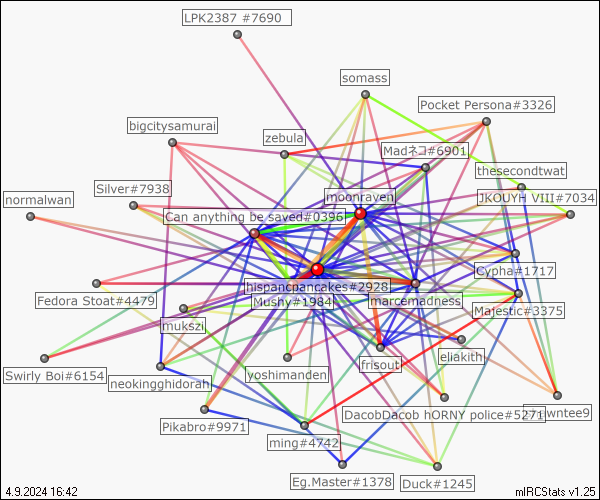 LPK2387 #7690
somass
Pocket Persona#3326
bigcitysamurai
zebula
Madネコ#6901
thesecondtwat
Silver#7938
normalwan
moonraven
JKOUYH VIII#7034
Can anything be saved#0396
Cypha#1717
hispancpancakes#2928
Fedora Stoat#4479
Mushy#1984
marcemadness
Majestic#3375
mukszi
eliakith
frisout
yoshimanden
Swirly Boi#6154
neokingghidorah
DacobDacob hORNY police#5271
Pikabro#9971
ming#4742
Eg.Master#1378
Duck#1245
4.9.2024 16:42
mIRCStats v1.25